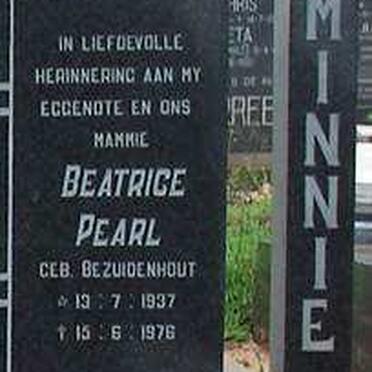 IN LIEFDEVOLLE
HERINNERING AAN MY
EGGENOTE EN ONS
MAMMIE
BEATRICE
PEARL
GEB. BEZUIDENHOUT
☆ 13 : 7 : 1937
† 15 : 6 : 1976
MINNIE